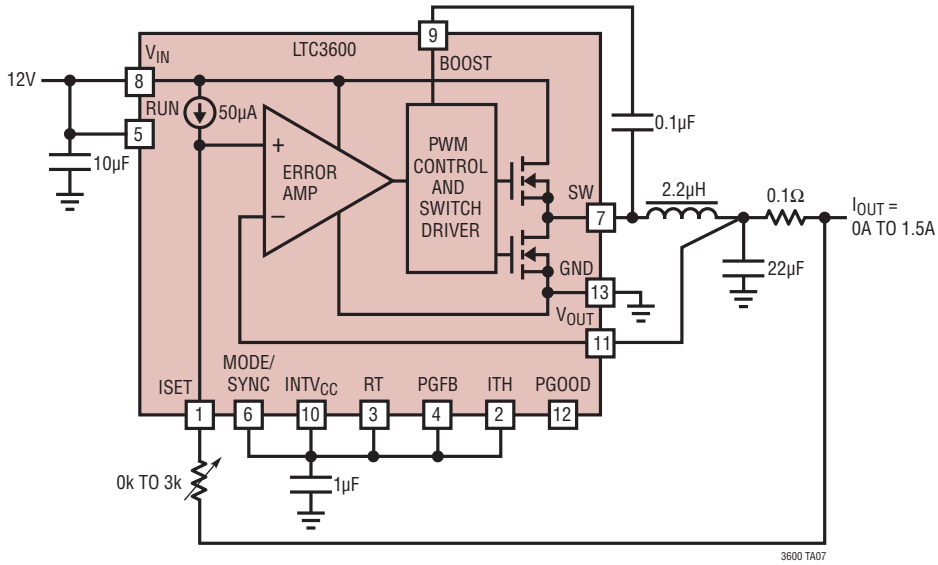 9
LTC3600
BOOST
V_IN
12V
8
RUN
50µA
5
10µF
+
ERROR
AMP
–
PWM
CONTROL
AND
SWITCH
DRIVER
0.1µF
SW
7
2.2µH
0.1Ω
I_OUT =
0A TO 1.5A
22µF
GND
13
V_OUT
11
MODE/
SYNC
ISET
INTV_CC
RT
PGFB
ITH
PGOOD
1
6
10
3
4
2
12
0k TO 3k
1µF
3600 TA07